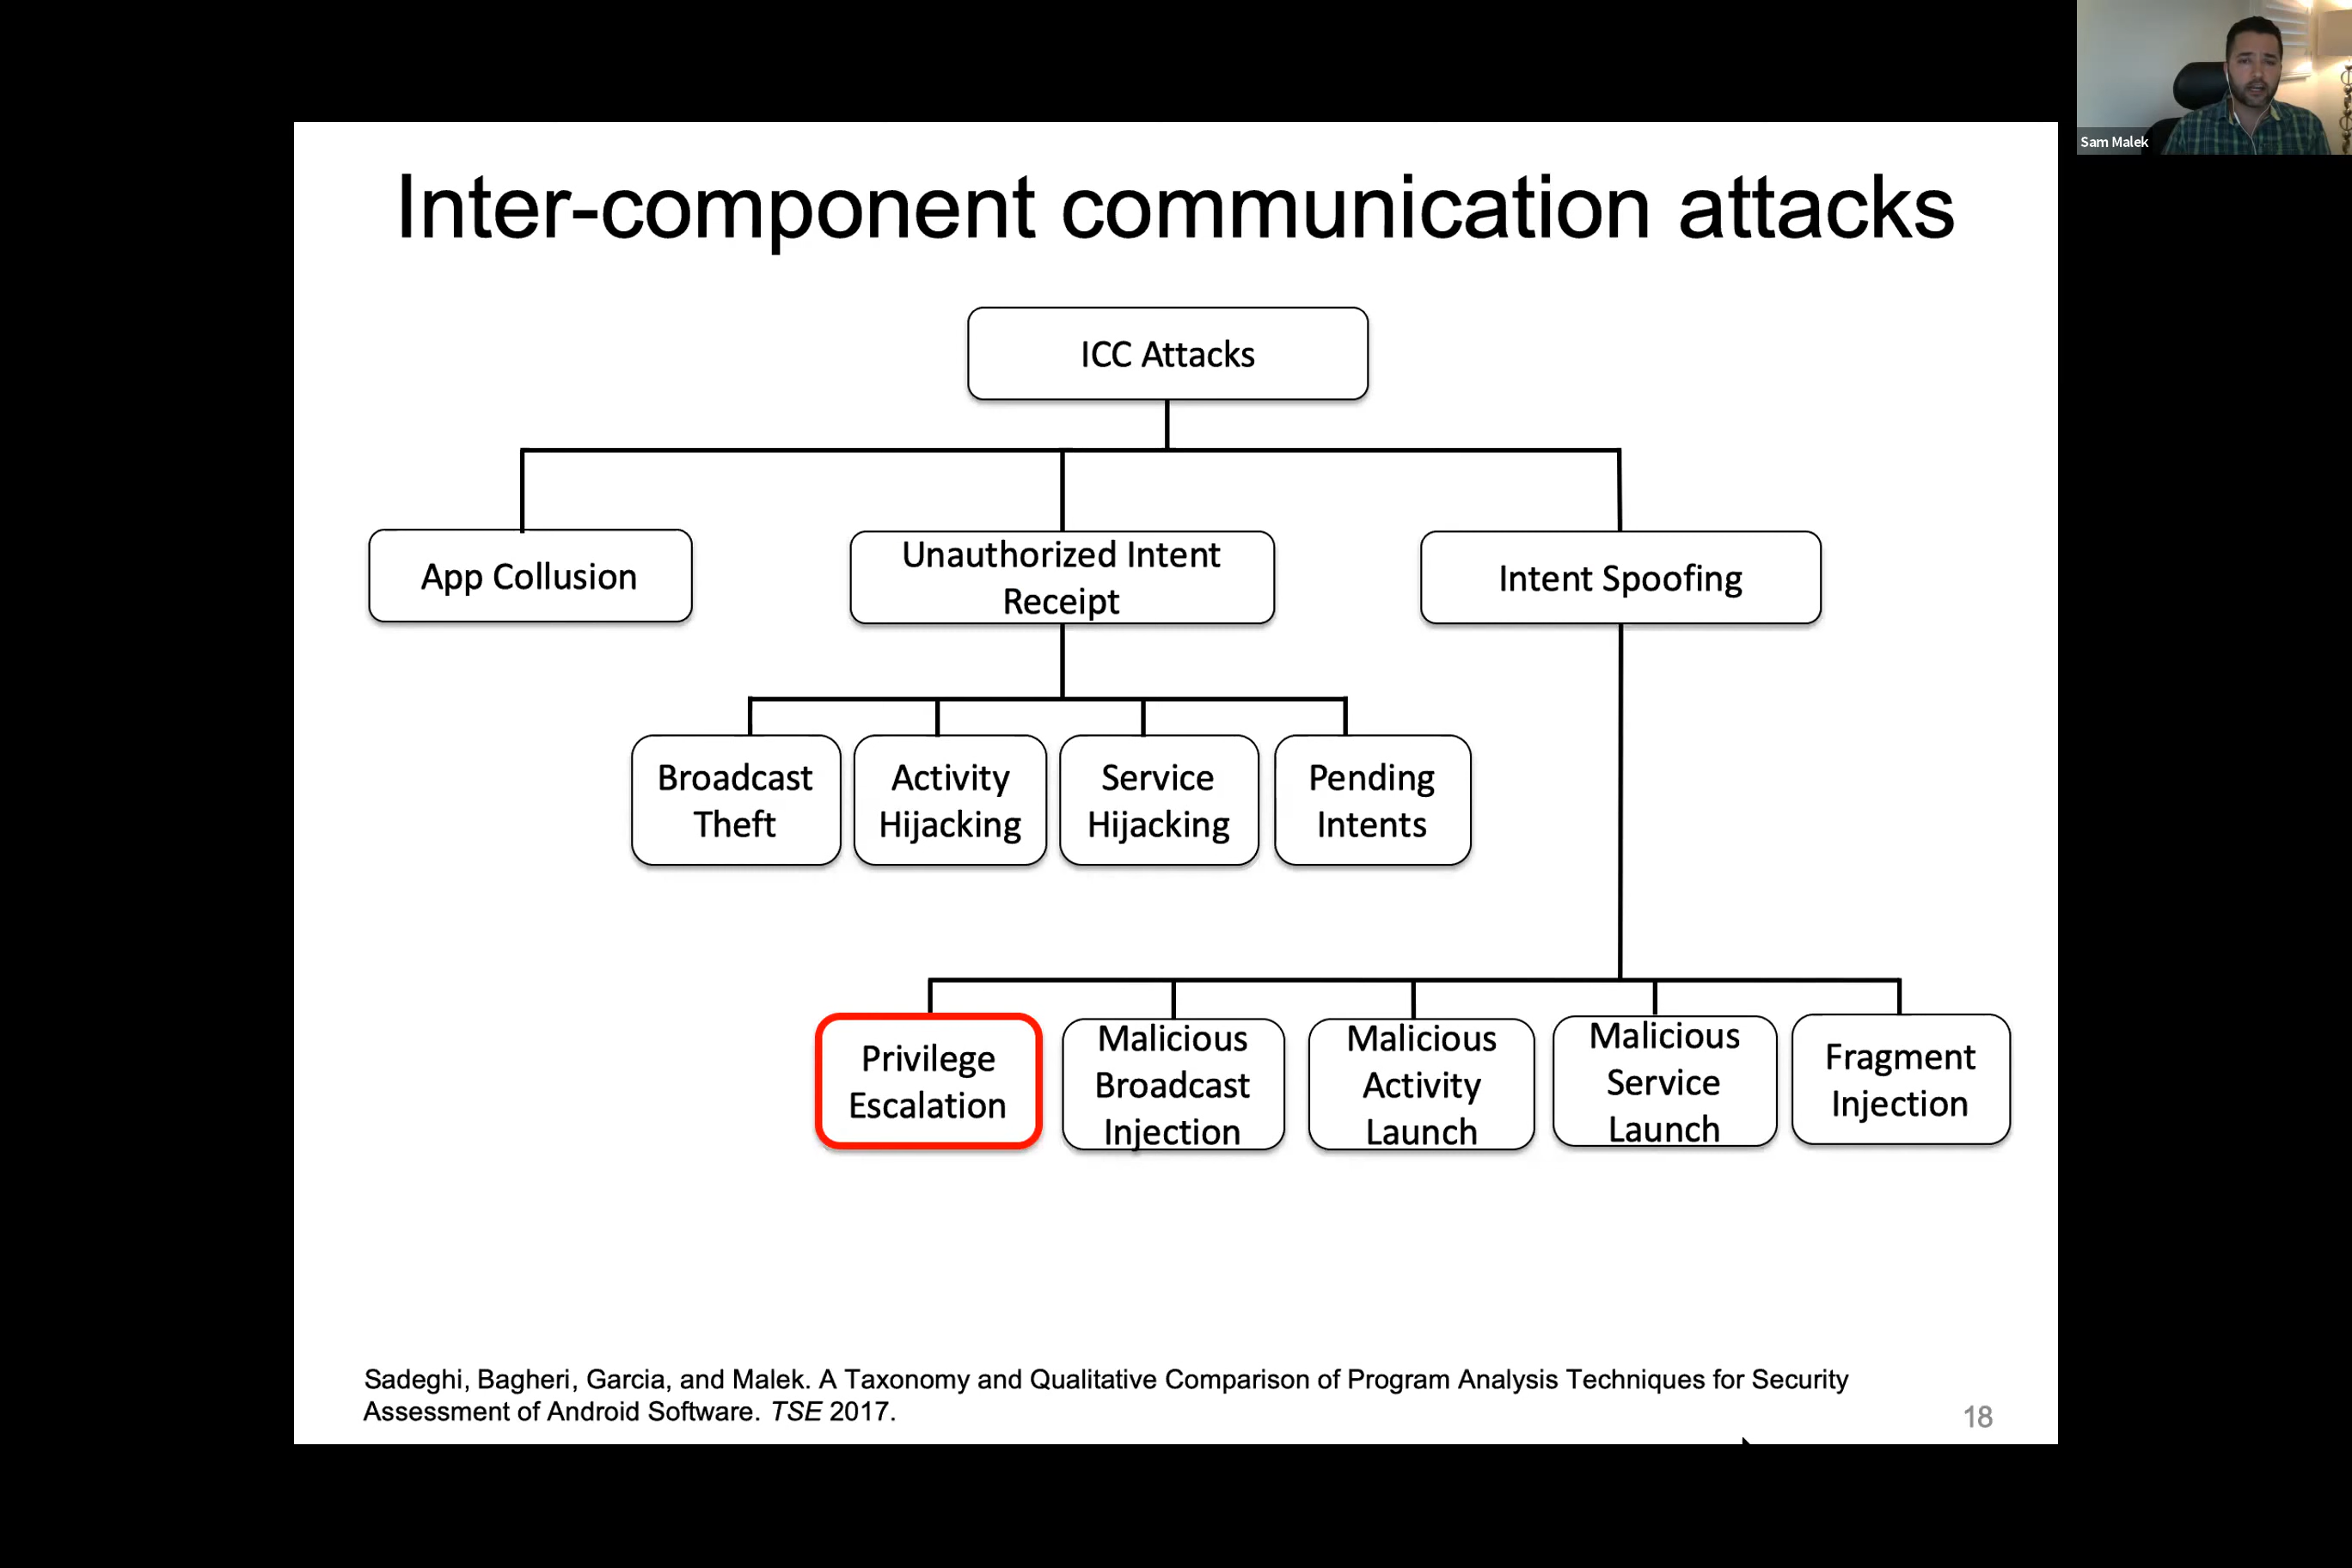 Sam Malek
Inter-component communication attacks
ICC Attacks
App Collusion
Unauthorized Intent
Receipt
Intent Spoofing
Broadcast
Theft
Activity
Hijacking
Service
Hijacking
Pending
Intents
Privilege
Escalation
Malicious
Broadcast
Injection
Malicious
Activity
Launch
Malicious
Service
Launch
Fragment
Injection
Sadeghi, Bagheri, Garcia, and Malek. A Taxonomy and Qualitative Comparison of Program Analysis Techniques for Security
Assessment of Android Software. TSE 2017.
18